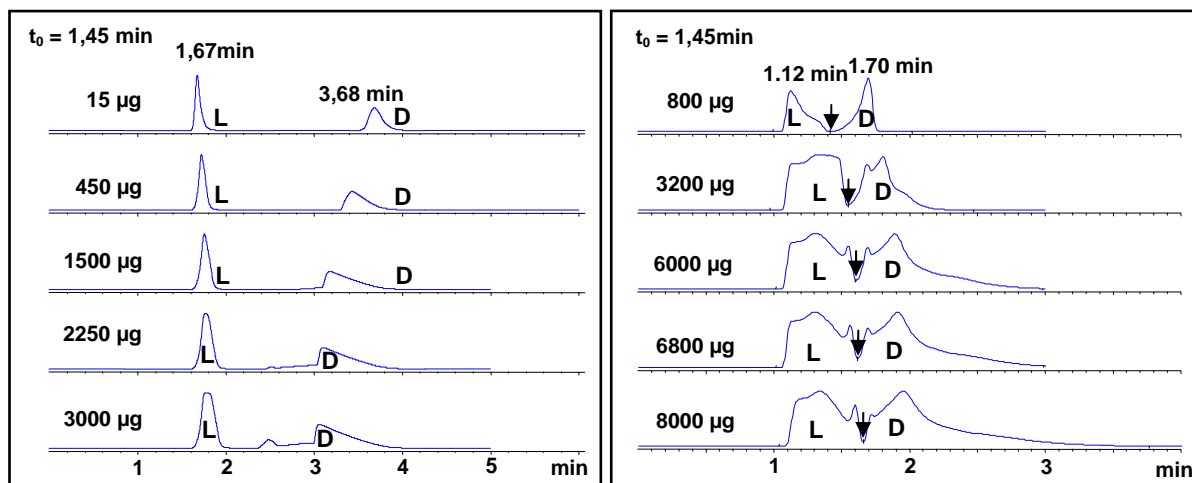 t₀ = 1,45 min
1,67min
3,68 min
15 µg
L
D
450 µg
L
D
1500 µg
L
D
2250 µg
L
D
3000 µg
L
D
1 2 3 4 5 min
t₀ = 1,45min
1.12 min
1.70 min
800 µg
L
D
3200 µg
L
D
6000 µg
L
D
6800 µg
L
D
8000 µg
L
D
1 2 3 min